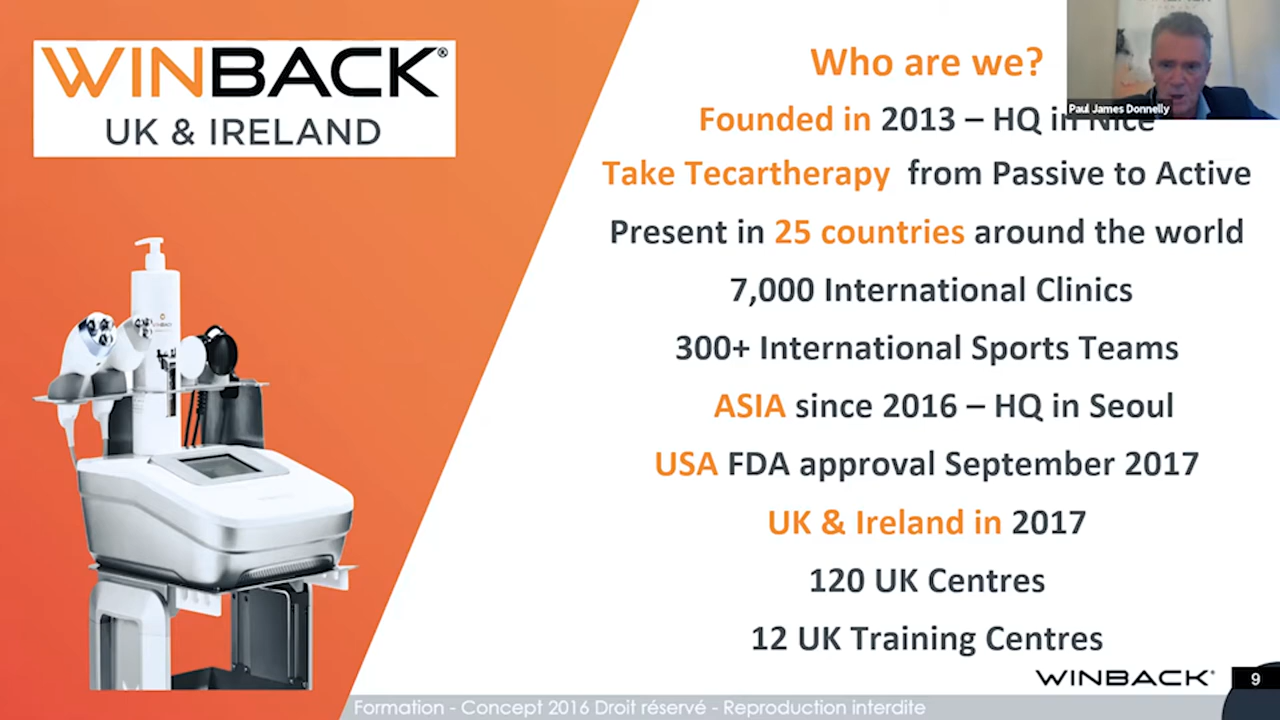 WINBACK®
UK & IRELAND
Who are we?
Paul James Donnelly
Founded in 2013 – HQ in Nice
Take Tecartherapy from Passive to Active
Present in 25 countries around the world
7,000 International Clinics
300+ International Sports Teams
ASIA since 2016 – HQ in Seoul
USA FDA approval September 2017
UK & Ireland in 2017
120 UK Centres
12 UK Training Centres
WINBACK®
9
Formation - Concept 2016 Droit réservé - Reproduction interdite